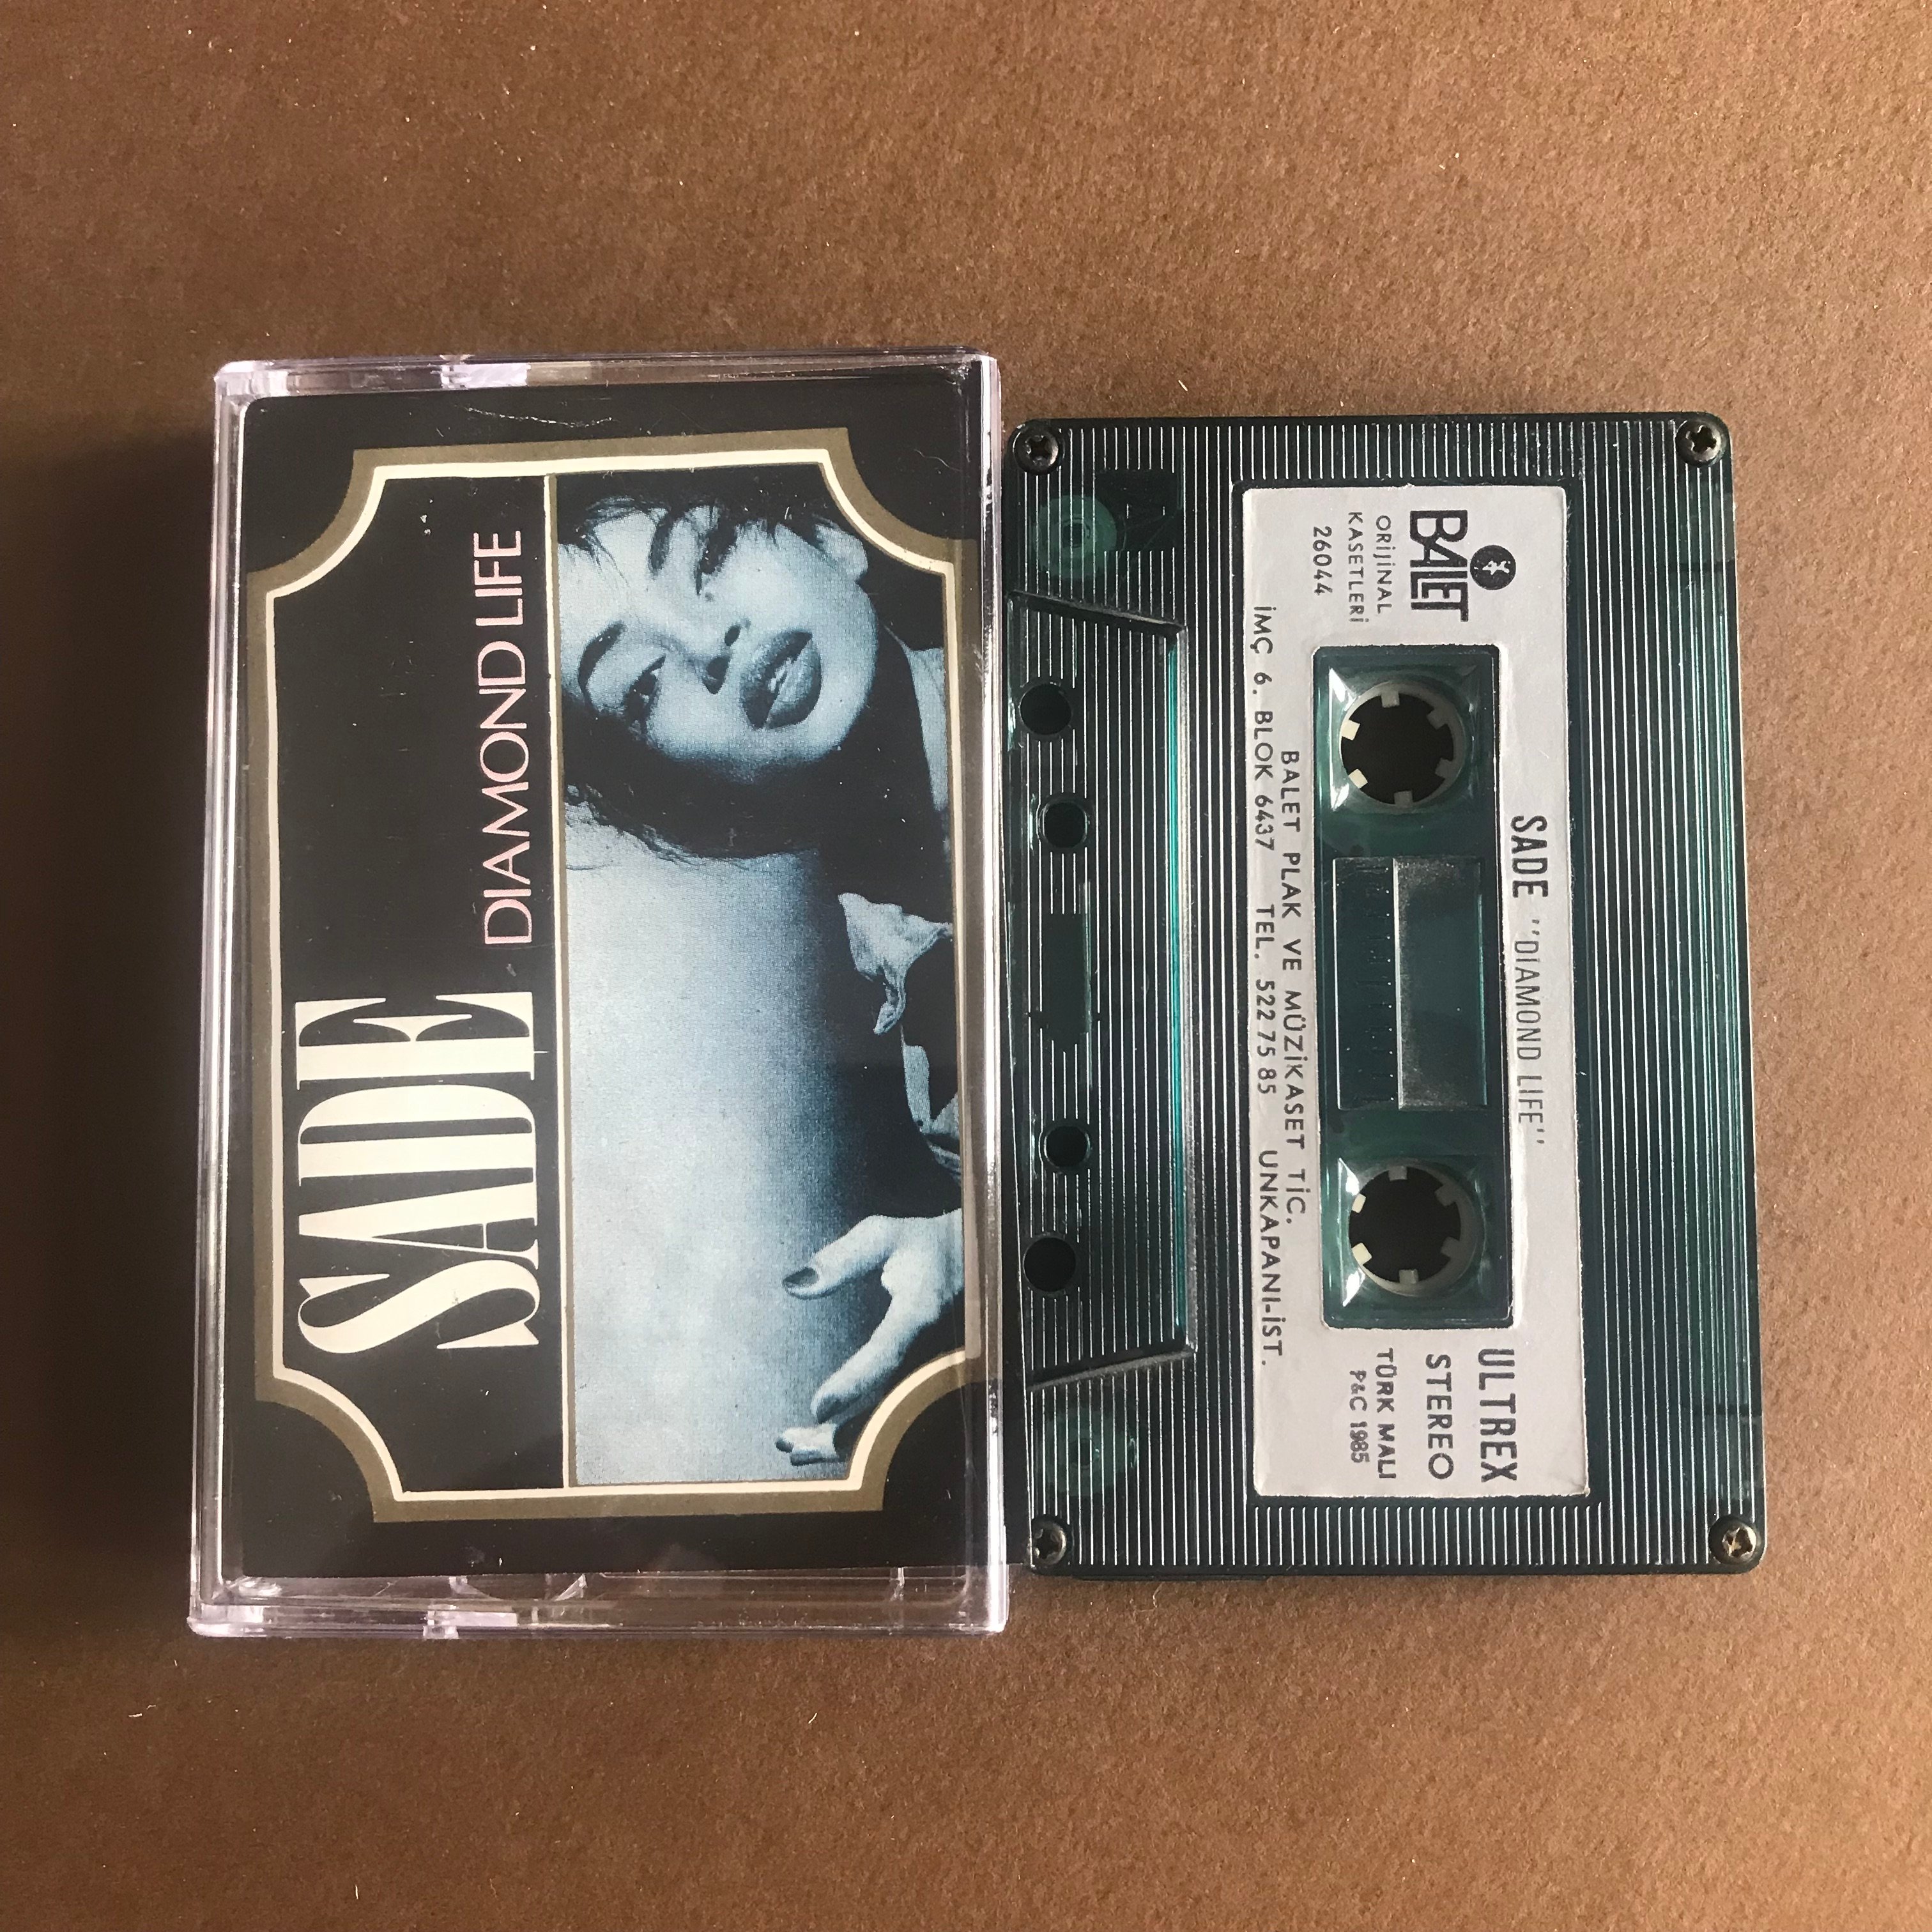 SADE DIAMOND LIFE
BALET
ORİJİNAL
KASETLERİ
26044
SADE "DIAMOND LIFE"
ULTREX
STEREO
TÜRK MALI
P&C 1985
BALET PLAK VE MÜZİKASET TİC.
İMÇ 6. BLOK 6437 TEL. 522 75 85 UNKAPANI-İST.